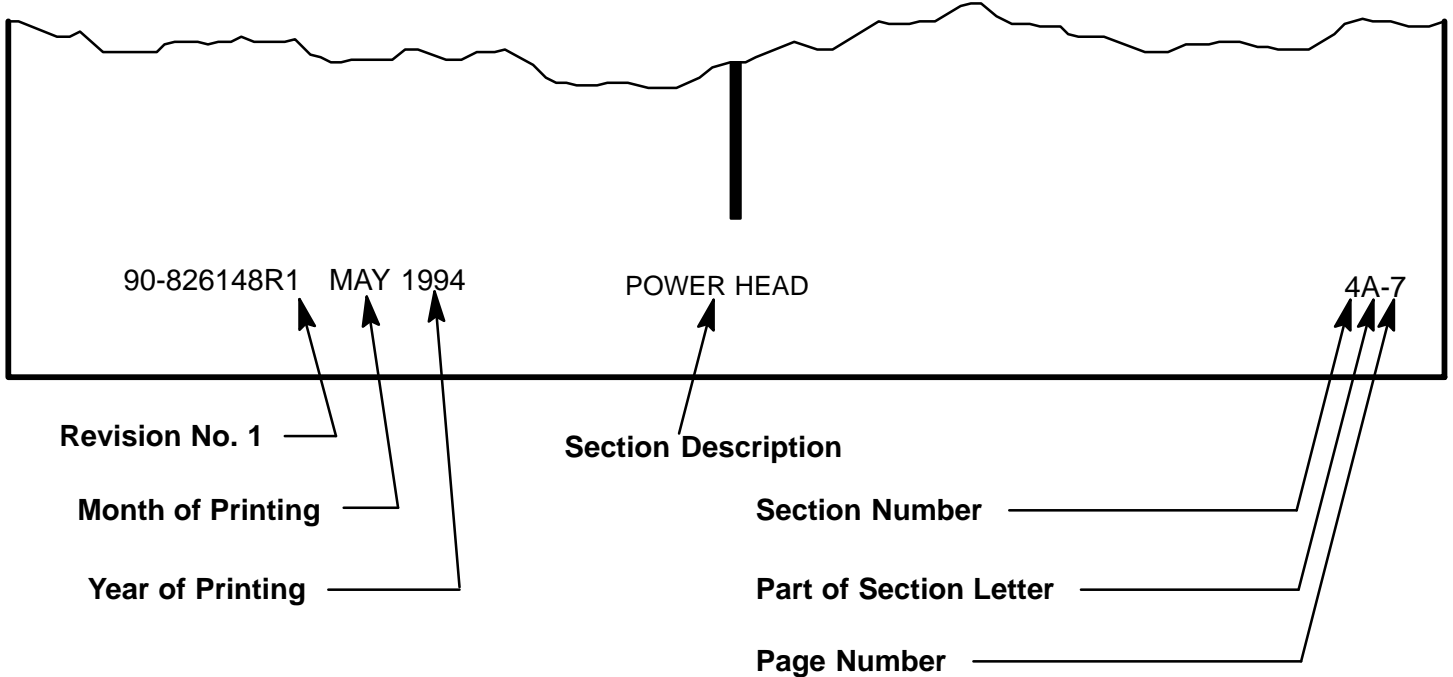 90-826148R1 MAY 1994 POWER HEAD 4A-7
Revision No. 1
Section Description
Month of Printing
Section Number
Year of Printing
Part of Section Letter
Page Number